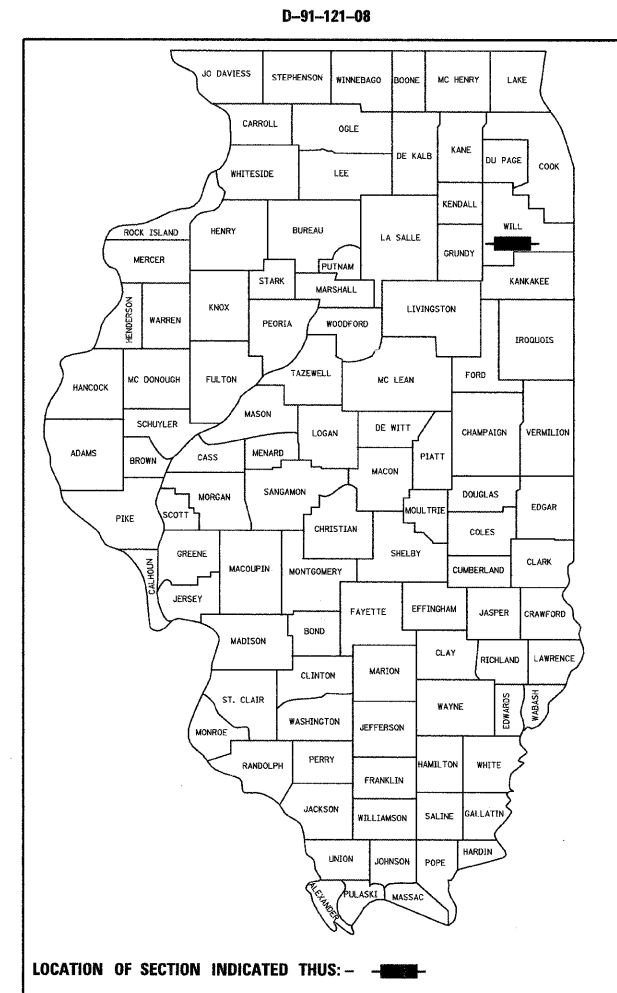 D-91-121-08
JO DAVIESS
STEPHENSON
WINNEBAGO
BOONE
MC HENRY
LAKE
CARROLL
OGLE
DE KALB
KANE
DU PAGE
COOK
WHITESIDE
LEE
KENDALL
ROCK ISLAND
HENRY
BUREAU
LA SALLE
WILL
MERCER
GRUNDY
PUTNAM
STARK
MARSHALL
KANKAKEE
HENDERSON
WARREN
KNOX
PEORIA
WOODFORD
LIVINGSTON
IROQUOIS
HANCOCK
MC DONOUGH
FULTON
TAZEWELL
MC LEAN
FORD
MASON
SCHUYLER
LOGAN
DE WITT
CHAMPAIGN
VERMILION
ADAMS
BROWN
CASS
MENARD
MACON
PIATT
PIKE
SCOTT
MORGAN
SANGAMON
CHRISTIAN
MOULTRIE
DOUGLAS
EDGAR
COLES
CALHOUN
GREENE
MACOUPIN
MONTGOMERY
SHELBY
CUMBERLAND
CLARK
JERSEY
FAYETTE
EFFINGHAM
JASPER
CRAWFORD
MADISON
BOND
CLAY
RICHLAND
LAWRENCE
CLINTON
MARION
ST. CLAIR
WAYNE
EDWARDS
WABASH
MONROE
WASHINGTON
JEFFERSON
RANDOLPH
PERRY
HAMILTON
WHITE
FRANKLIN
JACKSON
WILLIAMSON
SALINE
GALLATIN
UNION
JOHNSON
POPE
HARDIN
ALEXANDER
PULASKI
MASSAC
LOCATION OF SECTION INDICATED THUS: -